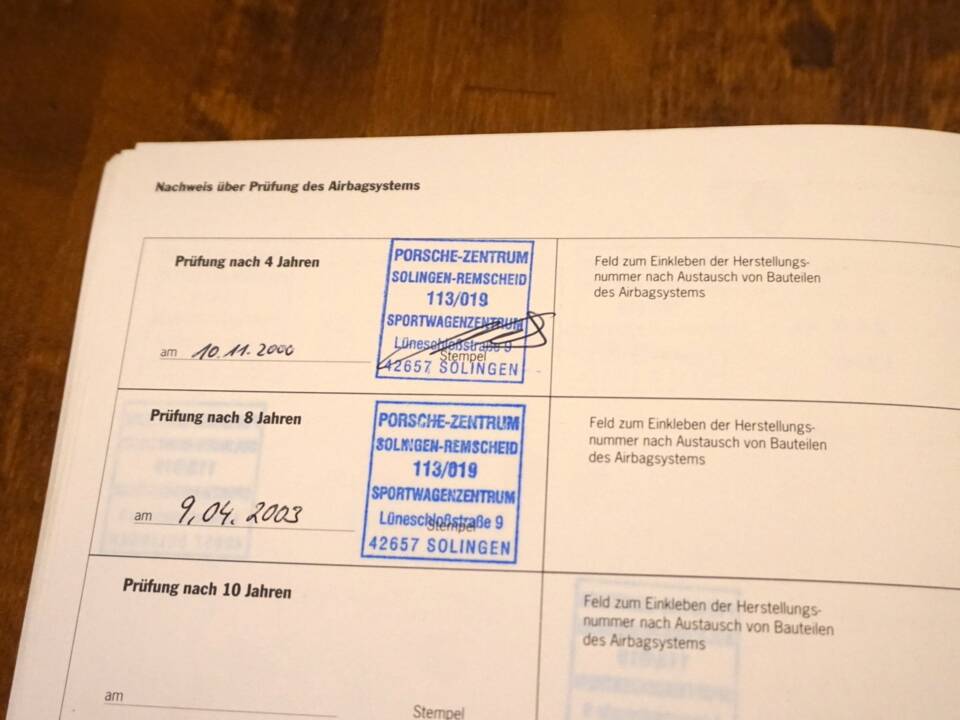 Nachweis über Prüfung des Airbagsystems
Prüfung nach 4 Jahren
am 10.11.2000
PORSCHE-ZENTRUM
SOLINGEN-REMSCHEID
113/019
SPORTWAGENZENTRUM
Lüneschloßstraße 9
Stempel
42657 SOLINGEN
Feld zum Einkleben der Herstellungs-
nummer nach Austausch von Bauteilen
des Airbagsystems
Prüfung nach 8 Jahren
am 9.04.2003
PORSCHE-ZENTRUM
SOLINGEN-REMSCHEID
113/019
SPORTWAGENZENTRUM
Lüneschloßstraße 9
Stempel
42657 SOLINGEN
Feld zum Einkleben der Herstellungs-
nummer nach Austausch von Bauteilen
des Airbagsystems
Prüfung nach 10 Jahren
am
Stempel
Feld zum Einkleben der Herstellungs-
nummer nach Austausch von Bauteilen
des Airbagsystems